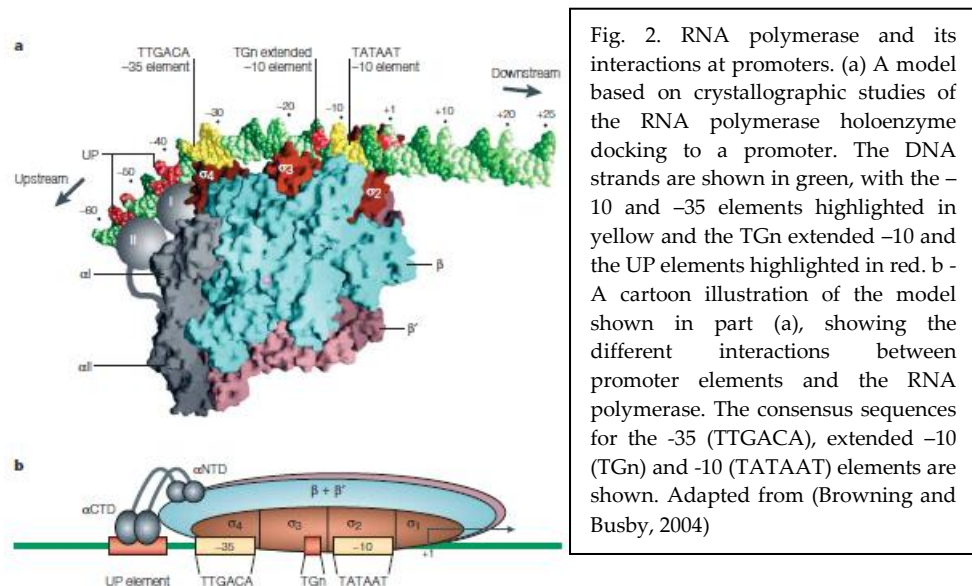 a
TTGACA
–35 element
TGn extended
–10 element
TATAAT
–10 element
Downstream
–30
–20
–10
+1
+10
+20
+25
–40
UP
–50
Upstream
–60
σ4
σ3
σ2
I
II
αI
β
β'
αII
b
αNTD
αCTD
β + β'
σ4
σ3
σ2
σ1
–35
–10
+1
UP element
TTGACA
TGn
TATAAT
Fig. 2. RNA polymerase and its
interactions at promoters. (a) A model
based on crystallographic studies of
the RNA polymerase holoenzyme
docking to a promoter. The DNA
strands are shown in green, with the –
10 and –35 elements highlighted in
yellow and the TGn extended –10 and
the UP elements highlighted in red. b -
A cartoon illustration of the model
shown in part (a), showing the
different interactions between
promoter elements and the RNA
polymerase. The consensus sequences
for the -35 (TTGACA), extended –10
(TGn) and -10 (TATAAT) elements are
shown. Adapted from (Browning and
Busby, 2004)